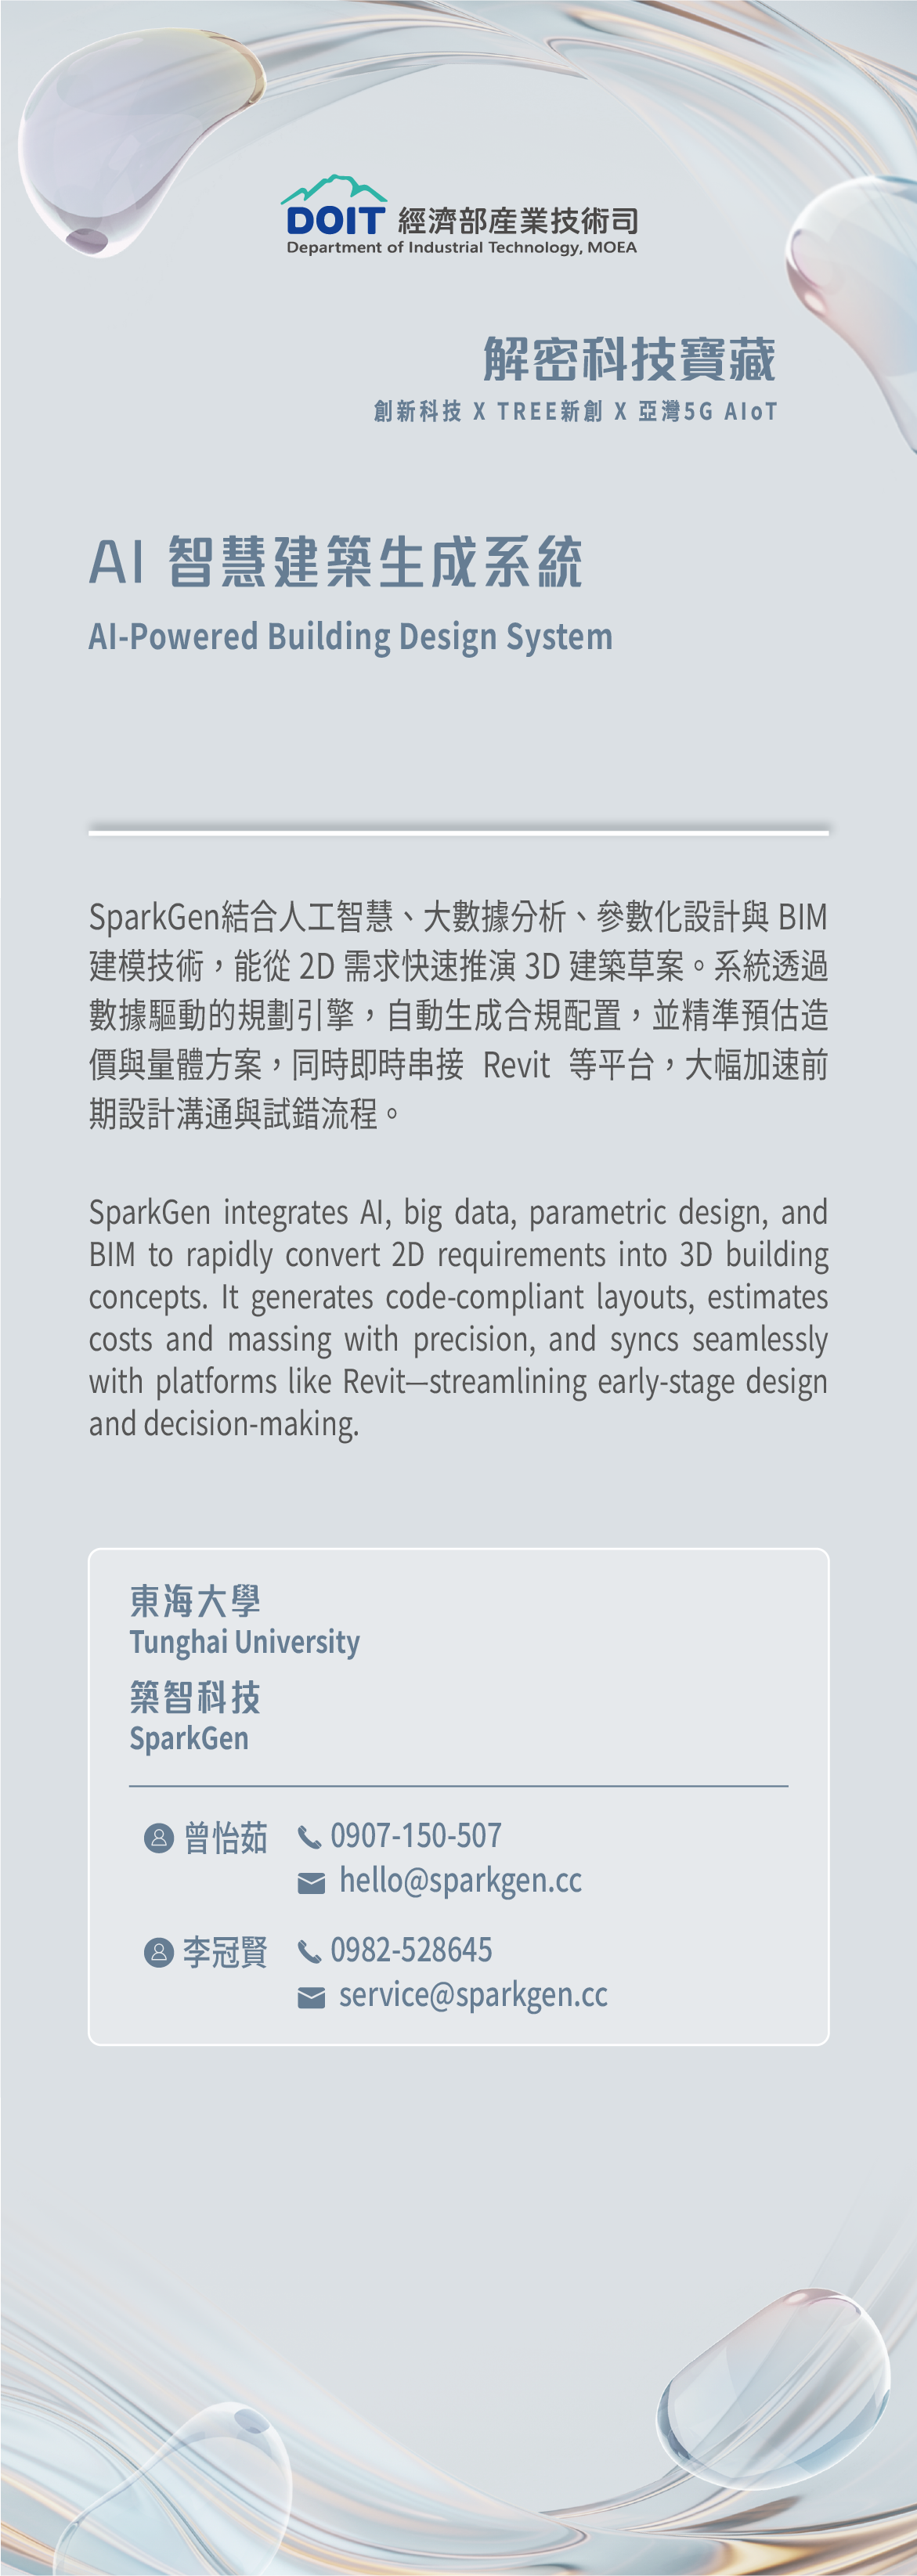 DOIT 經濟部產業技術司
Department of Industrial Technology, MOEA
解密科技寶藏
創新科技 X TREE新創 X 亞灣5G AIoT
AI 智慧建築生成系統
AI-Powered Building Design System
SparkGen結合人工智慧、大數據分析、參數化設計與 BIM
建模技術，能從 2D 需求快速推演 3D 建築草案。系統透過
數據驅動的規劃引擎，自動生成合規配置，並精準預估造
價與量體方案，同時即時串接 Revit 等平台，大幅加速前
期設計溝通與試錯流程。
SparkGen integrates AI, big data, parametric design, and
BIM to rapidly convert 2D requirements into 3D building
concepts. It generates code-compliant layouts, estimates
costs and massing with precision, and syncs seamlessly
with platforms like Revit—streamlining early-stage design
and decision-making.
東海大學
Tunghai University
築智科技
SparkGen
曾怡茹 0907-150-507
hello@sparkgen.cc
李冠賢 0982-528645
service@sparkgen.cc